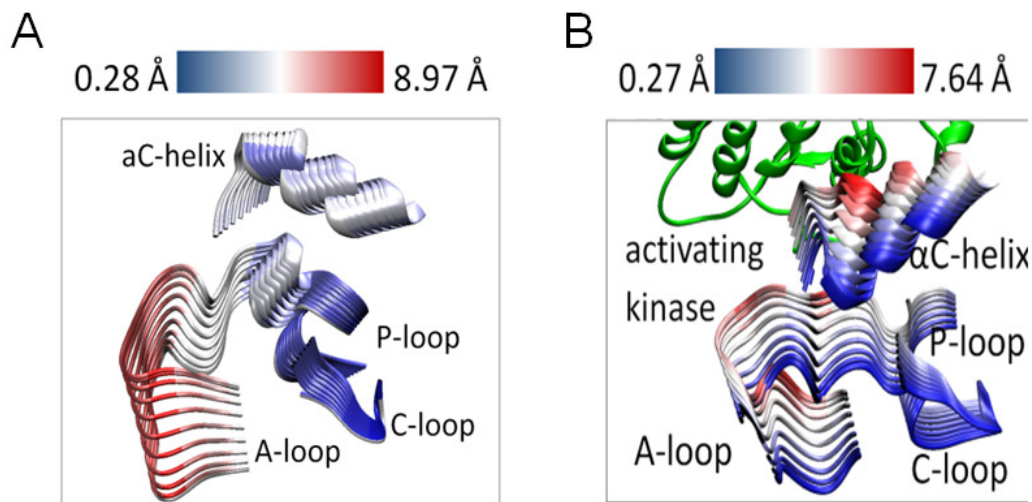 A
0.28 Å 8.97 Å
aC-helix
P-loop
C-loop
A-loop
B
0.27 Å 7.64 Å
activating
kinase
αC-helix
P-loop
A-loop
C-loop